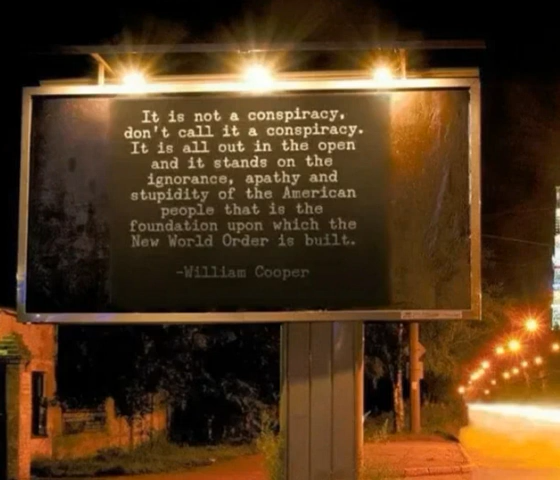 It is not a conspiracy,
don't call it a conspiracy.
It is all out in the open
and it stands on the
ignorance, apathy and
stupidity of the American
people that is the
foundation upon which the
New World Order is built.
-William Cooper